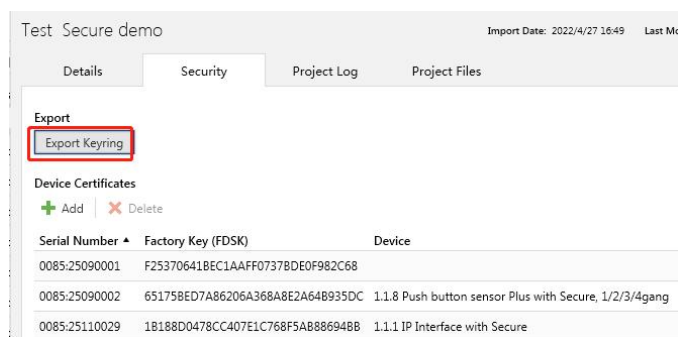 Test Secure demo Import Date: 2022/4/27 16:49 Last Mo
Details Security Project Log Project Files
Export
Export Keyring
Device Certificates
Add Delete
Serial Number Factory Key (FDSK) Device
0085:25090001 F25370641BEC1AAFF0737BDE0F982C68
0085:25090002 65175BED7A86206A368A8E2A64B935DC 1.1.8 Push button sensor Plus with Secure, 1/2/3/4gang
0085:25110029 1B188D0478CC407E1C768F5AB88694BB 1.1.1 IP Interface with Secure